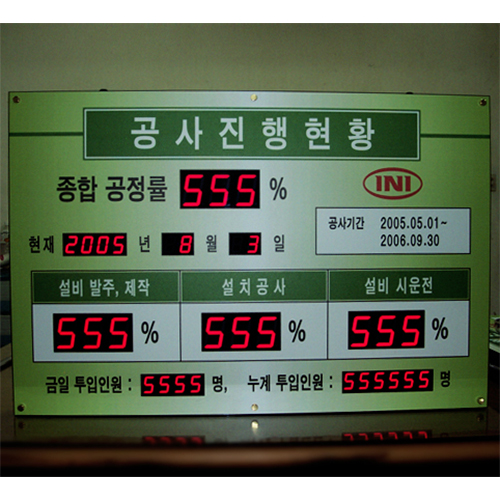 공사진행현황
종합 공정률 555 %
INI
현재 2005 년 8 월 3 일
공사기간 2005.05.01~
2006.09.30
설비 발주, 제작 설치공사 설비 시운전
555 % 555 % 555 %
금일 투입인원 : 5555 명, 누계 투입인원 : 555555 명